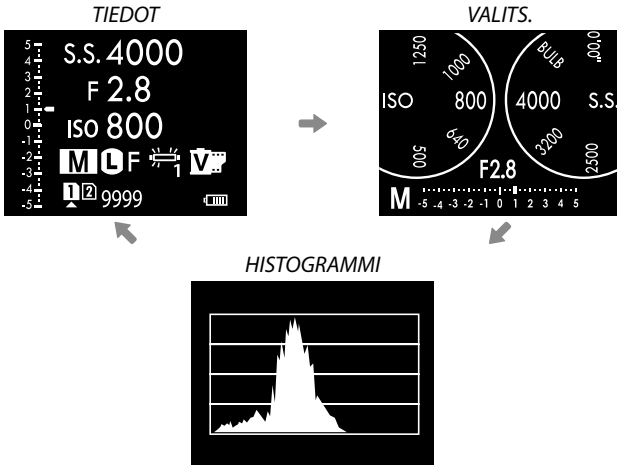 TIEDOT
5
4
3
2
1
0
-1
-2
-3
-4
-5
S.S. 4000
F 2.8
ISO 800
M L F 1 V
1 2 9999
VALITS.
1250
1000
ISO 800
640
500
BULB
4000 S.S.
3200
2500
F2.8
M -5 -4 -3 -2 -1 0 1 2 3 4 5
HISTOGRAMMI